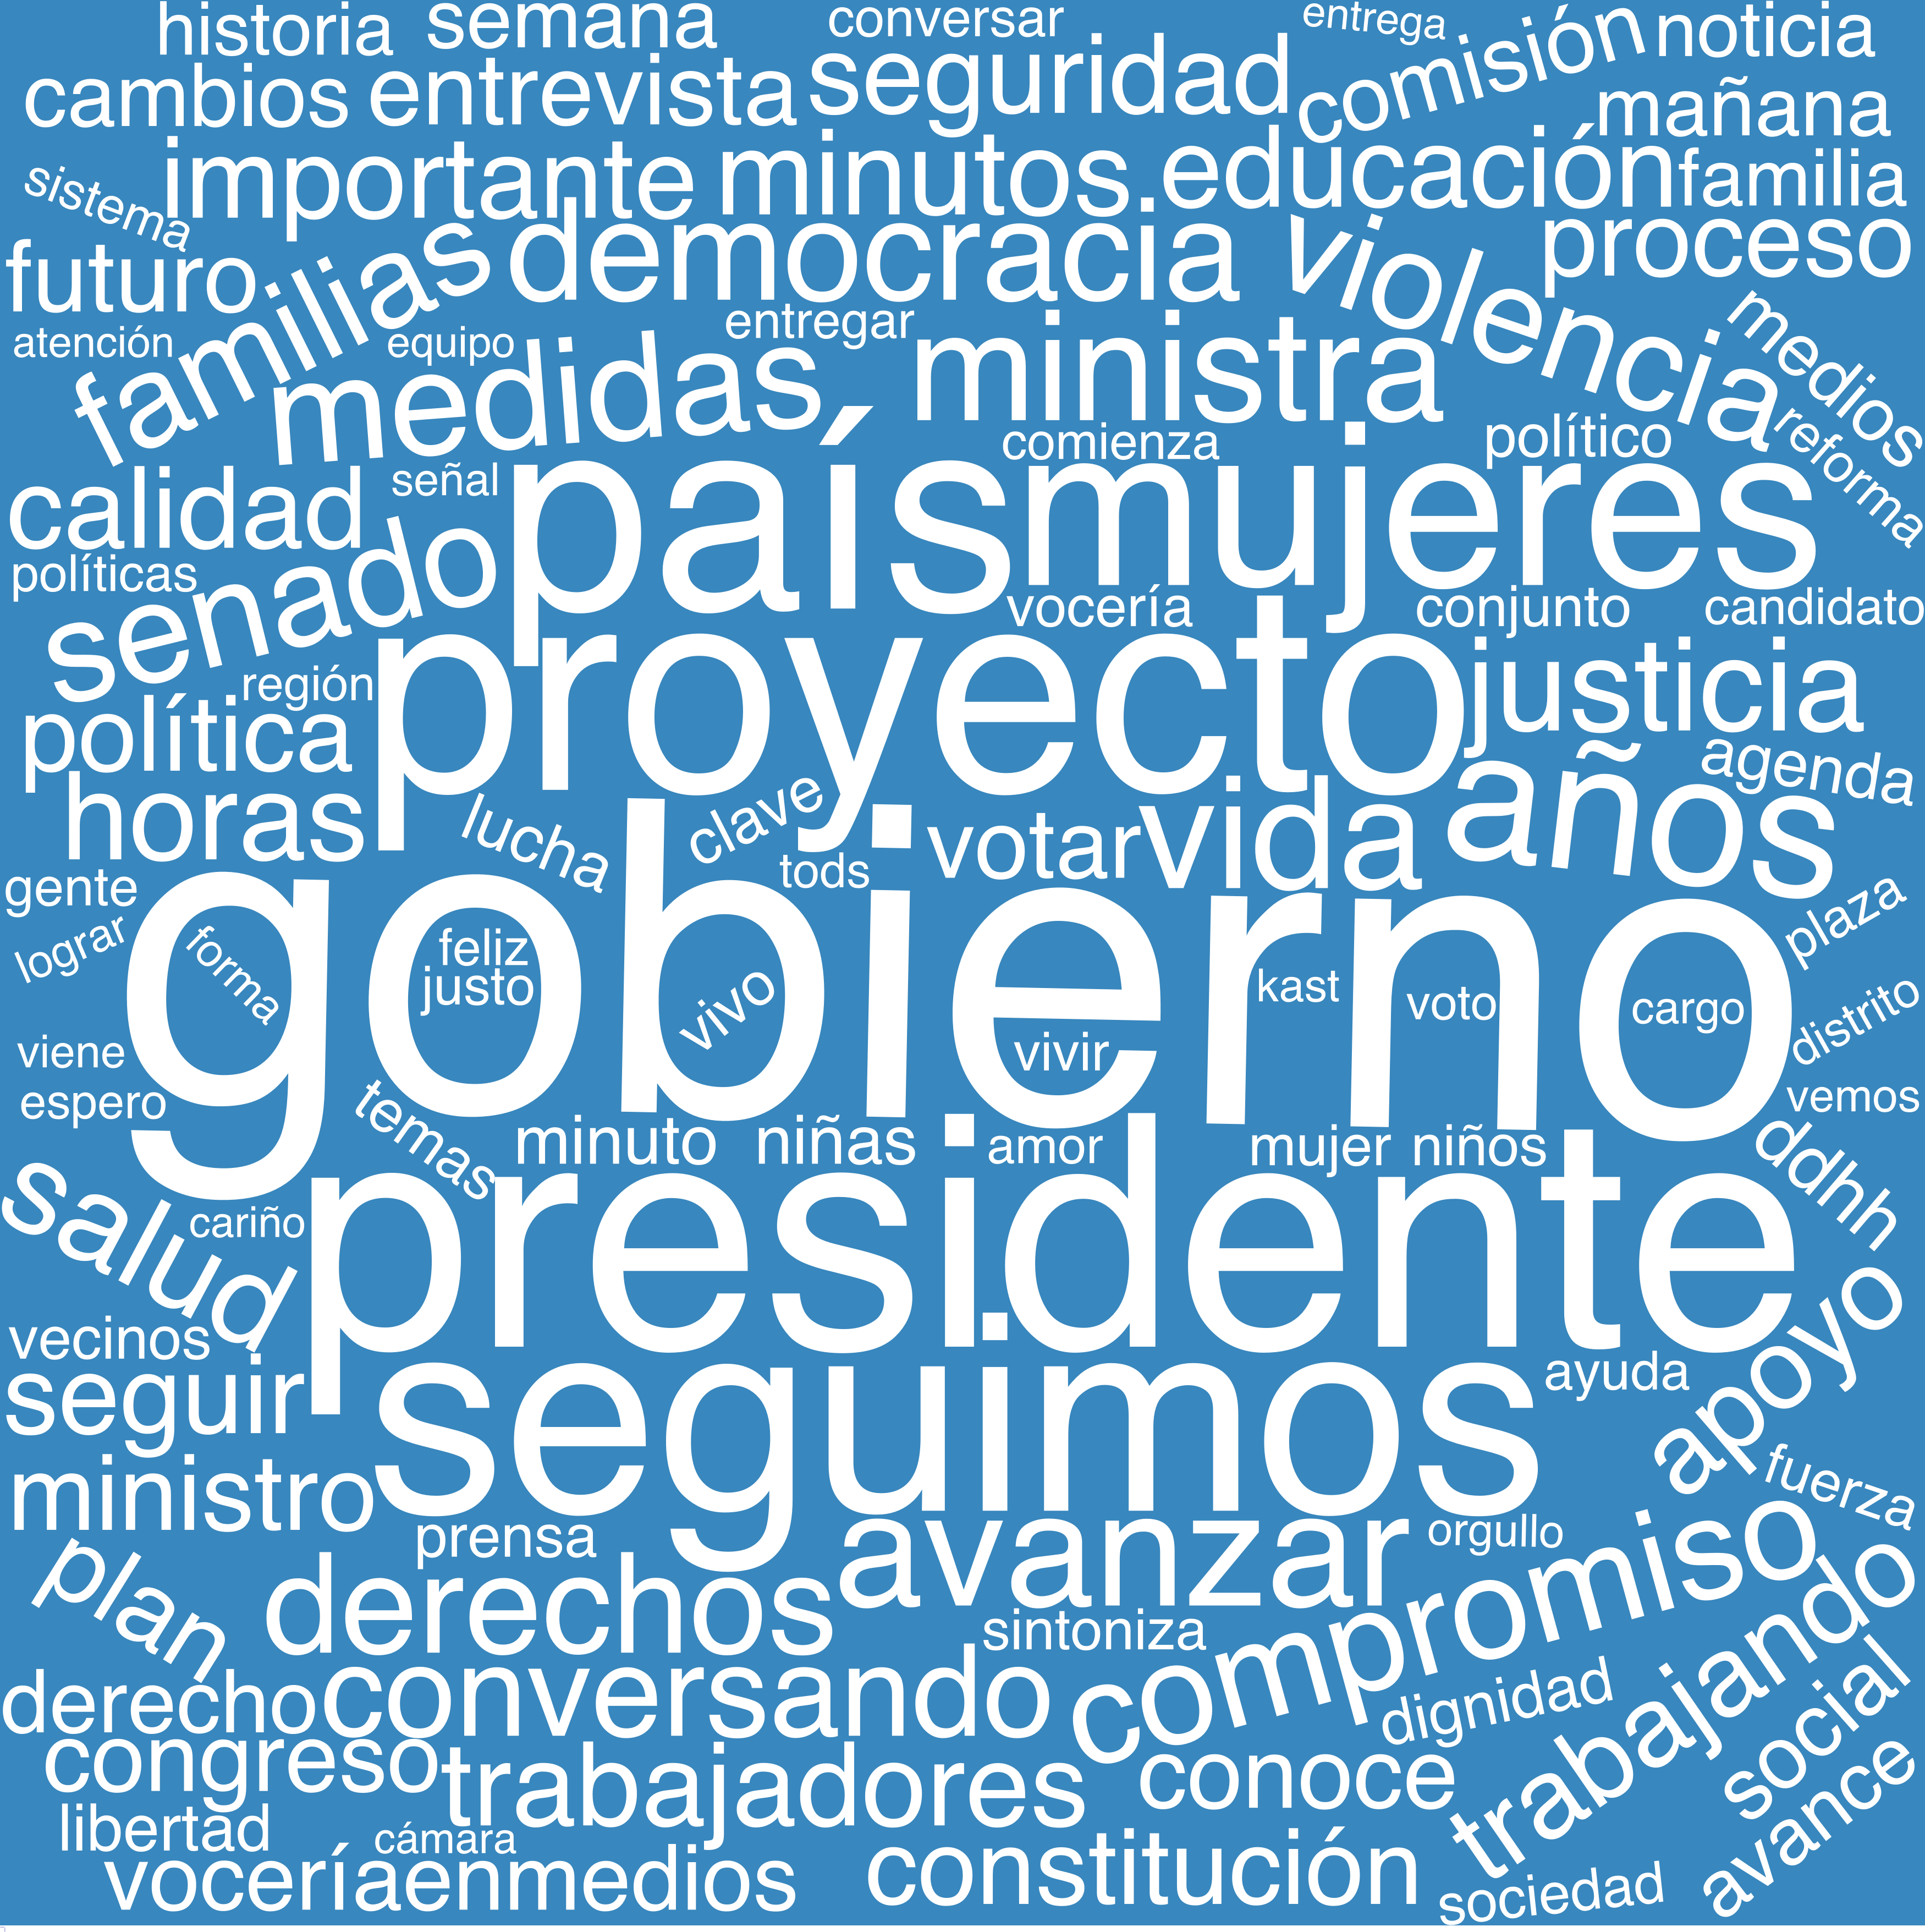 historia semana conversar entrega comisión noticia
cambios entrevista seguridad mañana
sistema importante minutos educación familia
futuro familias democracia violencia proceso
atención equipo entregar ministra medios
medidas comienza político reforma
calidad señal país mujeres
políticas senado vocería conjunto candidato
región proyecto justicia
política años agenda
horas lucha clave tods votar vida
gente gobierno plaza
lograr forma feliz justo vivo kast voto cargo distrito
viene vivir vemos
espero temas minuto niñas amor mujer niños ddhh
salud cariño presidente
vecinos apoyo
seguir seguimos ayuda
ministro fuerza
plan prensa avanzar orgullo
derechos sintoniza compromiso trabajando
derecho conversando dignidad social
congreso trabajadores conoce avance
libertad cámara
voceríaenmedios constitución sociedad